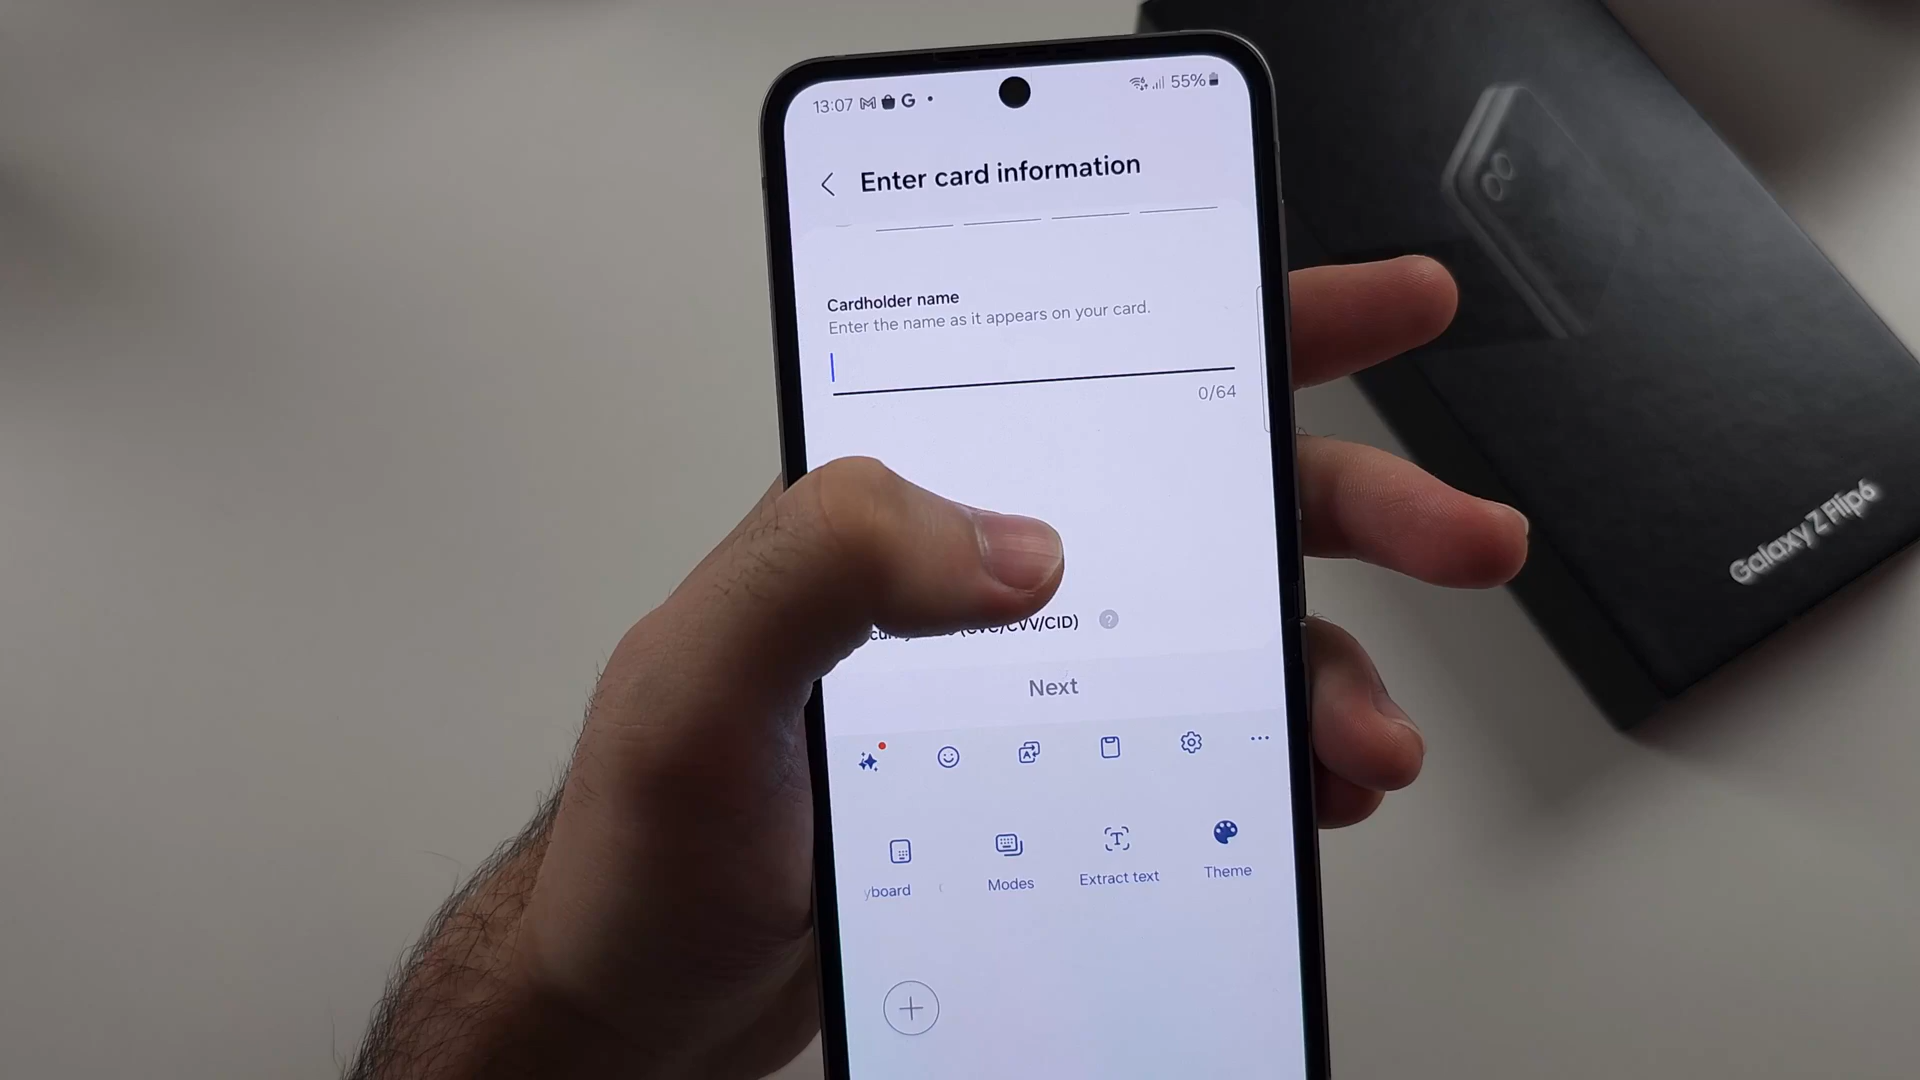 13:07 G 55%
Enter card information
Cardholder name
Enter the name as it appears on your card.
0/64
(CVC/CVV/CID) ?
Next
yboard Modes Extract text Theme
Galaxy Z Flip6